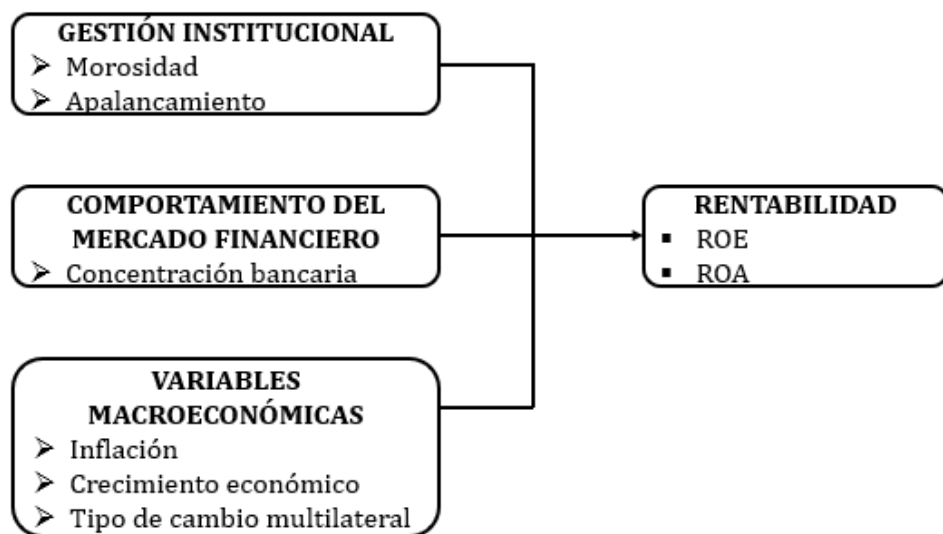 GESTIÓN INSTITUCIONAL
➤ Morosidad
➤ Apalancamiento
COMPORTAMIENTO DEL
MERCADO FINANCIERO
➤ Concentración bancaria
VARIABLES
MACROECONÓMICAS
➤ Inflación
➤ Crecimiento económico
➤ Tipo de cambio multilateral
RENTABILIDAD
▪ ROE
▪ ROA